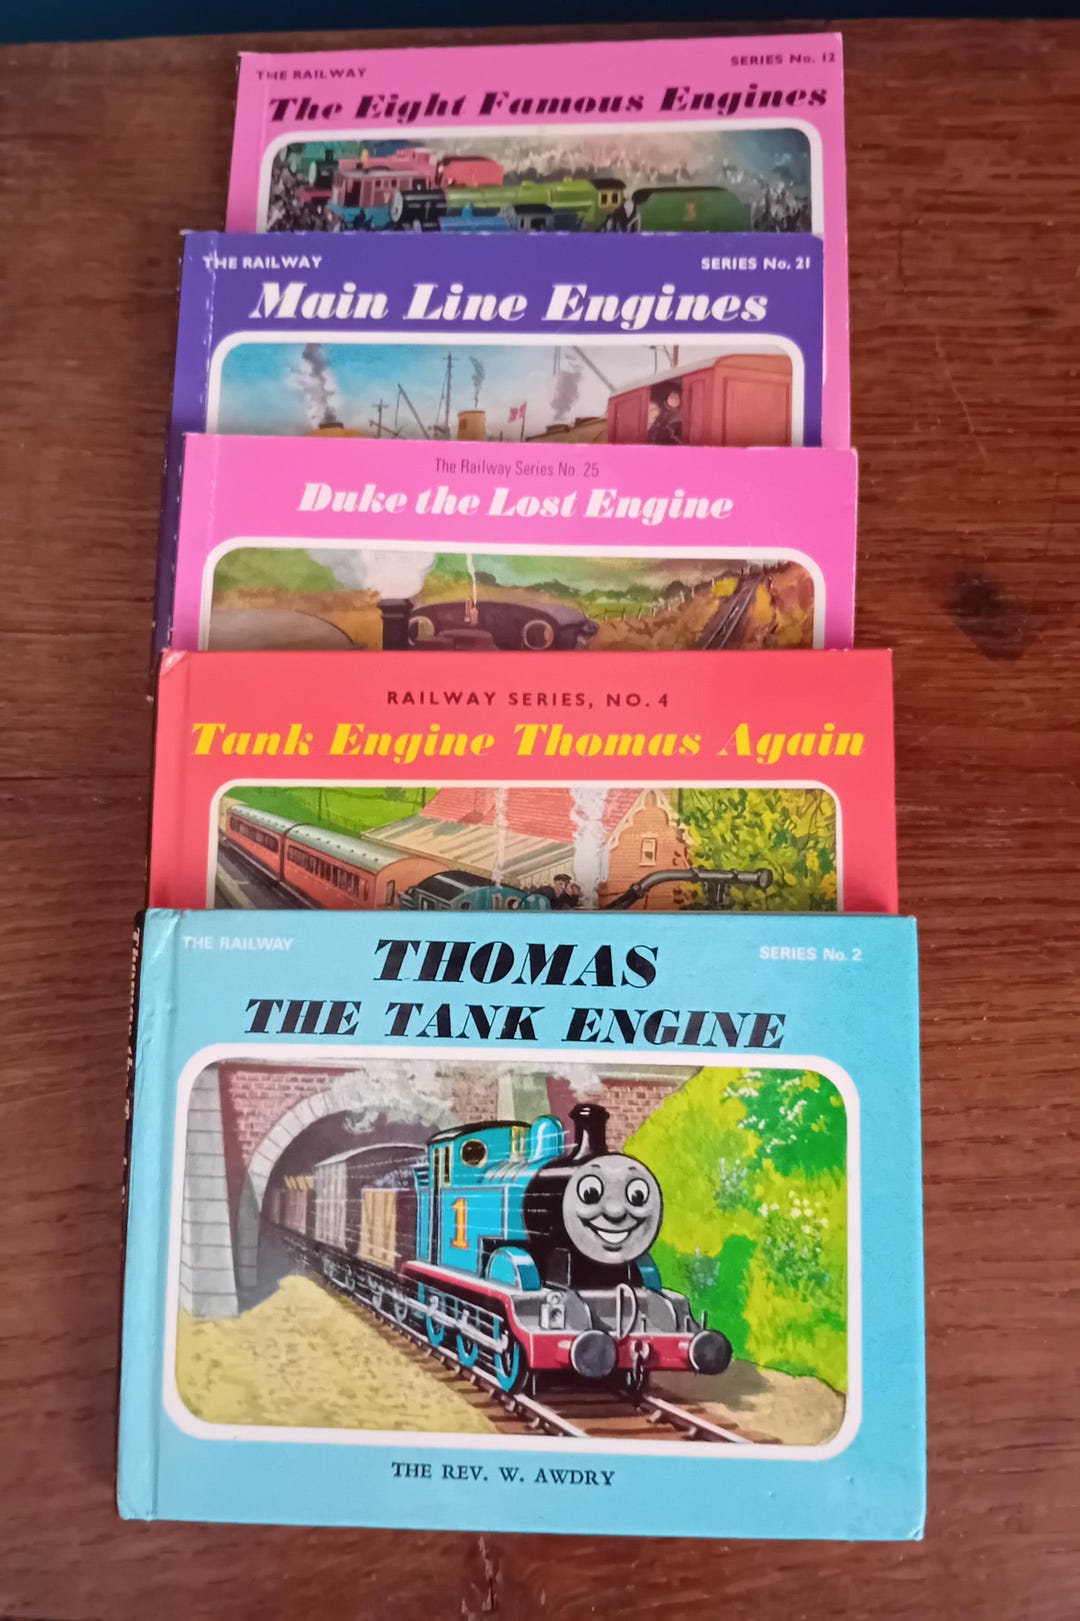 THE RAILWAY SERIES No. 12
The Eight Famous Engines
3
THE RAILWAY SERIES No. 21
Main Line Engines
The Railway Series No. 25
Duke the Lost Engine
RAILWAY SERIES, NO. 4
Tank Engine Thomas Again
THE RAILWAY SERIES No. 2
THOMAS
THE TANK ENGINE
1
THE REV. W. AWDRY